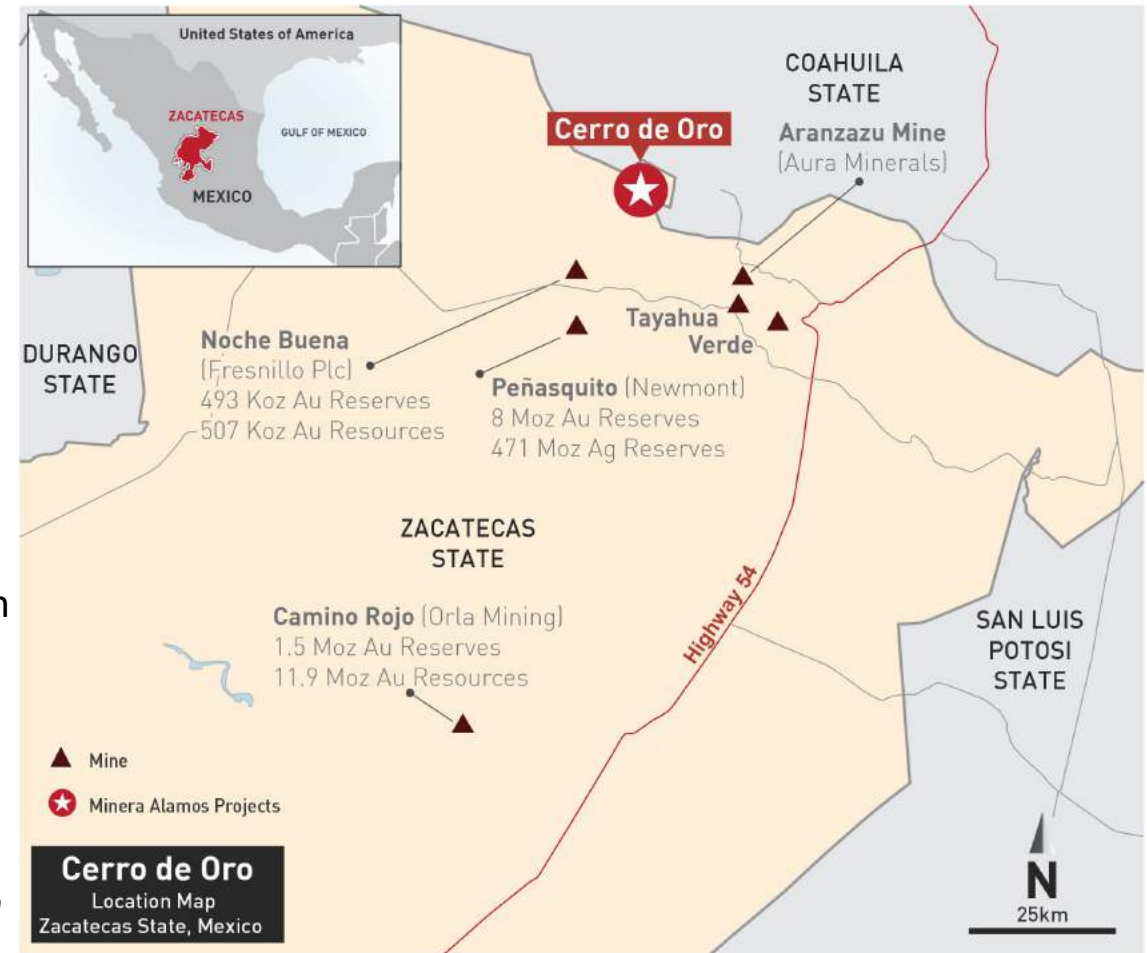 United States of America
ZACATECAS
GULF OF MEXICO
MEXICO
COAHUILA
STATE
Cerro de Oro
Aranzazu Mine
(Aura Minerals)
DURANGO
STATE
Noche Buena
(Fresnillo Plc)
493 Koz Au Reserves
507 Koz Au Resources
Tayahua
Verde
Peñasquito (Newmont)
8 Moz Au Reserves
471 Moz Ag Reserves
ZACATECAS
STATE
Camino Rojo (Orla Mining)
1.5 Moz Au Reserves
11.9 Moz Au Resources
Highway 54
SAN LUIS
POTOSI
STATE
Mine
Minera Alamos Projects
Cerro de Oro
Location Map
Zacatecas State, Mexico
N
25km